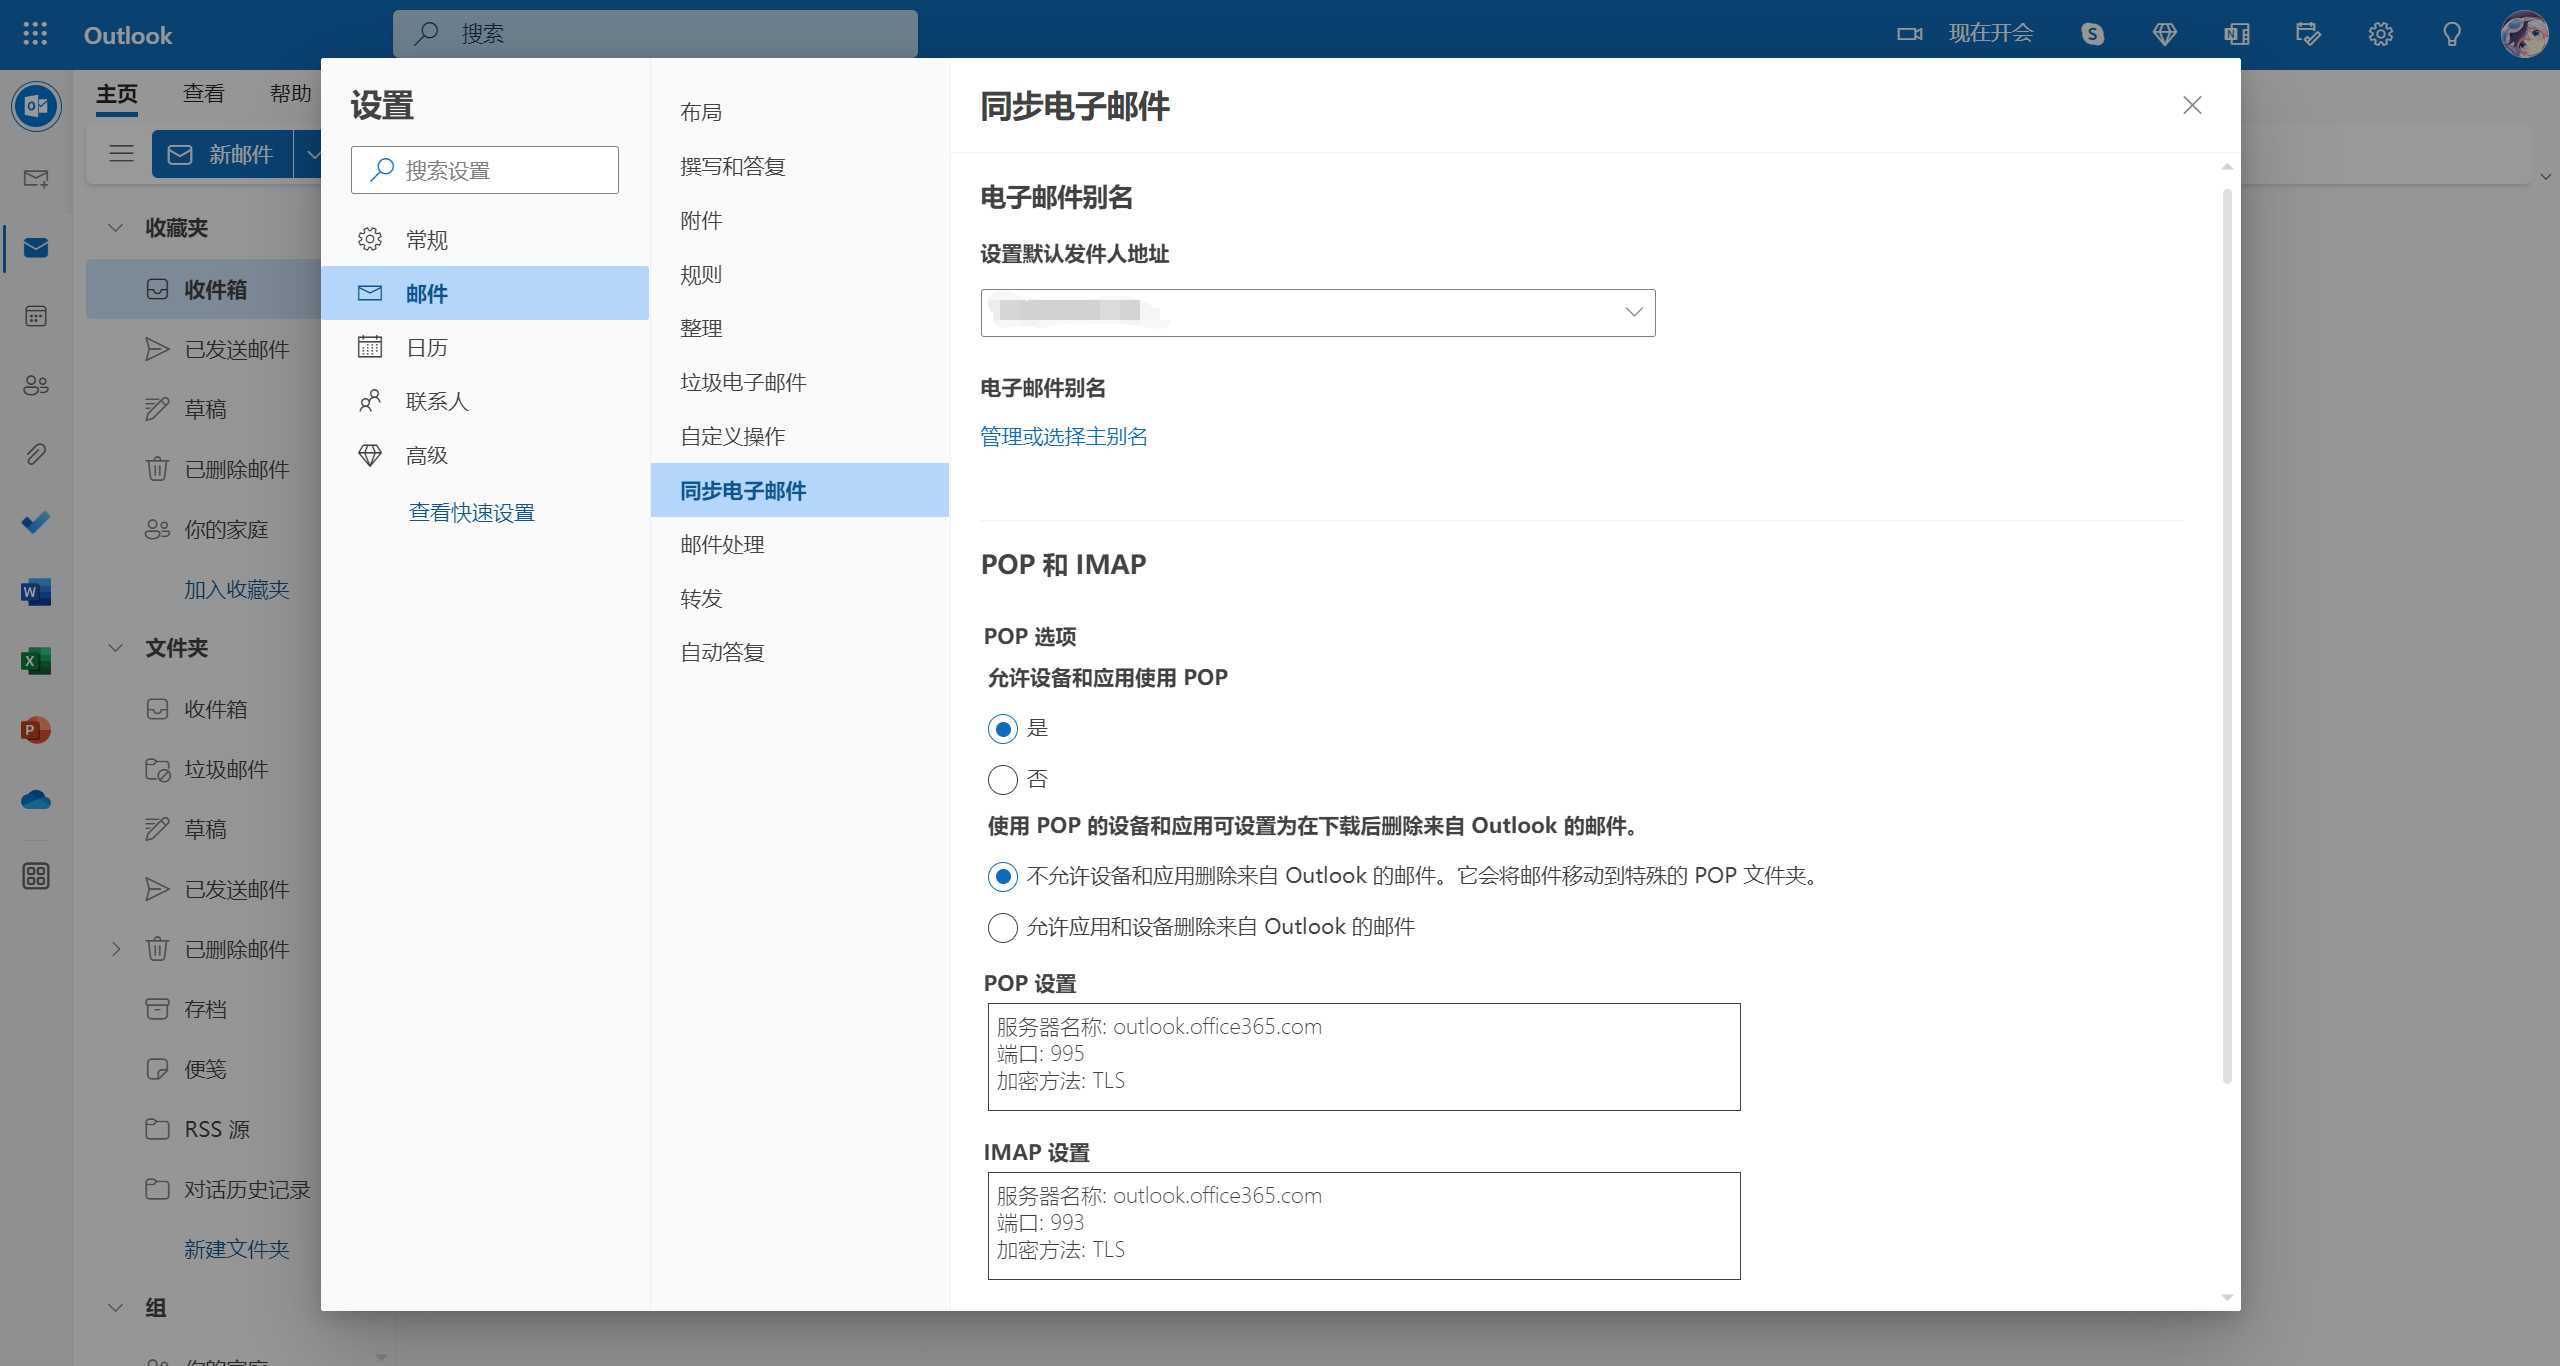 Outlook
搜索
现在开会
主页
查看
帮助
新邮件
收藏夹
收件箱
已发送邮件
草稿
已删除邮件
你的家庭
加入收藏夹
文件夹
收件箱
垃圾邮件
草稿
已发送邮件
已删除邮件
存档
便笺
RSS 源
对话历史记录
新建文件夹
组
你的家庭
设置
搜索设置
常规
邮件
日历
联系人
高级
查看快速设置
布局
撰写和答复
附件
规则
整理
垃圾电子邮件
自定义操作
同步电子邮件
邮件处理
转发
自动答复
同步电子邮件
电子邮件别名
设置默认发件人地址
电子邮件别名
管理或选择主别名
POP 和 IMAP
POP 选项
允许设备和应用使用 POP
是
否
使用 POP 的设备和应用可设置为在下载后删除来自 Outlook 的邮件。
不允许设备和应用删除来自 Outlook 的邮件。它会将邮件移动到特殊的 POP 文件夹。
允许应用和设备删除来自 Outlook 的邮件
POP 设置
服务器名称: outlook.office365.com
端口: 995
加密方法: TLS
IMAP 设置
服务器名称: outlook.office365.com
端口: 993
加密方法: TLS